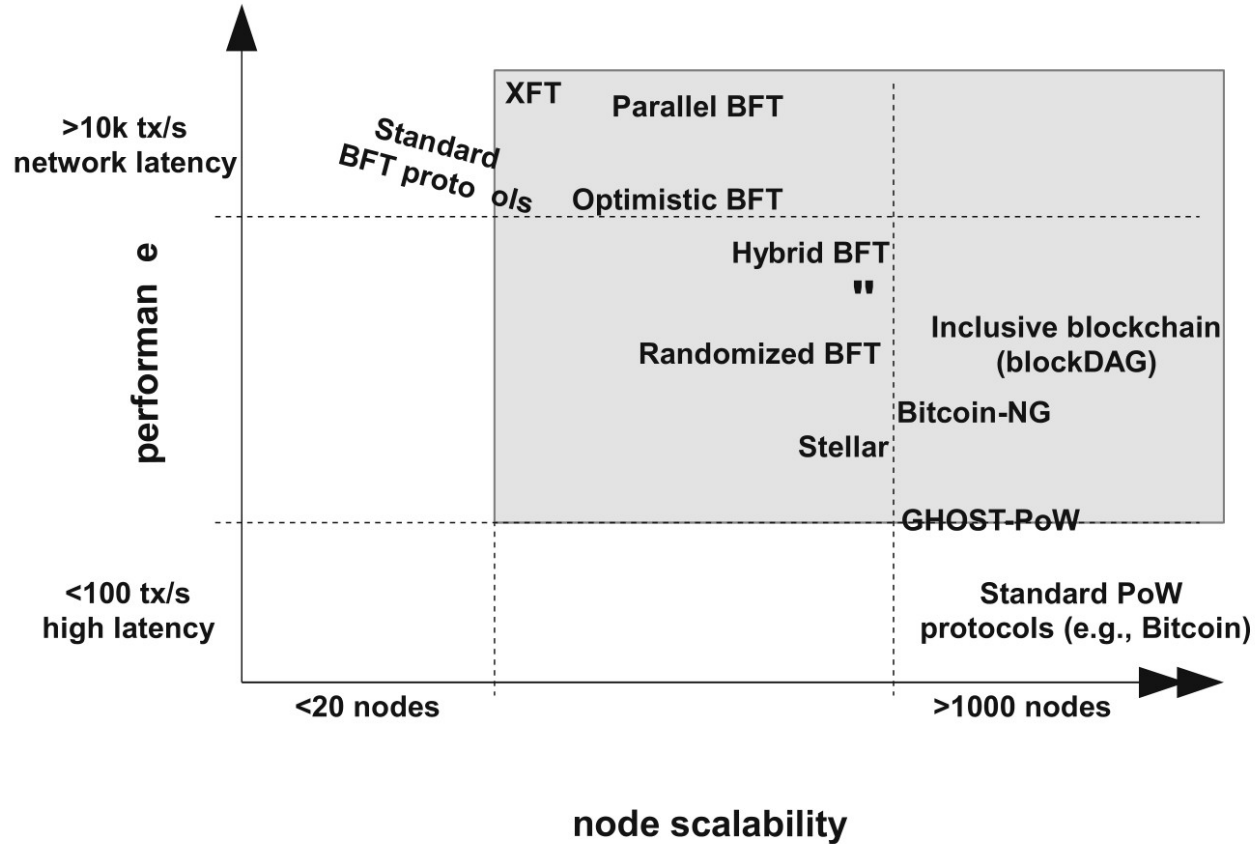 XFT
Parallel BFT
>10k tx/s
network latency
Standard
BFT proto ols
Optimistic BFT
performan e
Hybrid BFT
"
Inclusive blockchain
(blockDAG)
Randomized BFT
Bitcoin-NG
Stellar
GHOST-PoW
<100 tx/s
high latency
Standard PoW
protocols (e.g., Bitcoin)
<20 nodes
>1000 nodes
node scalability